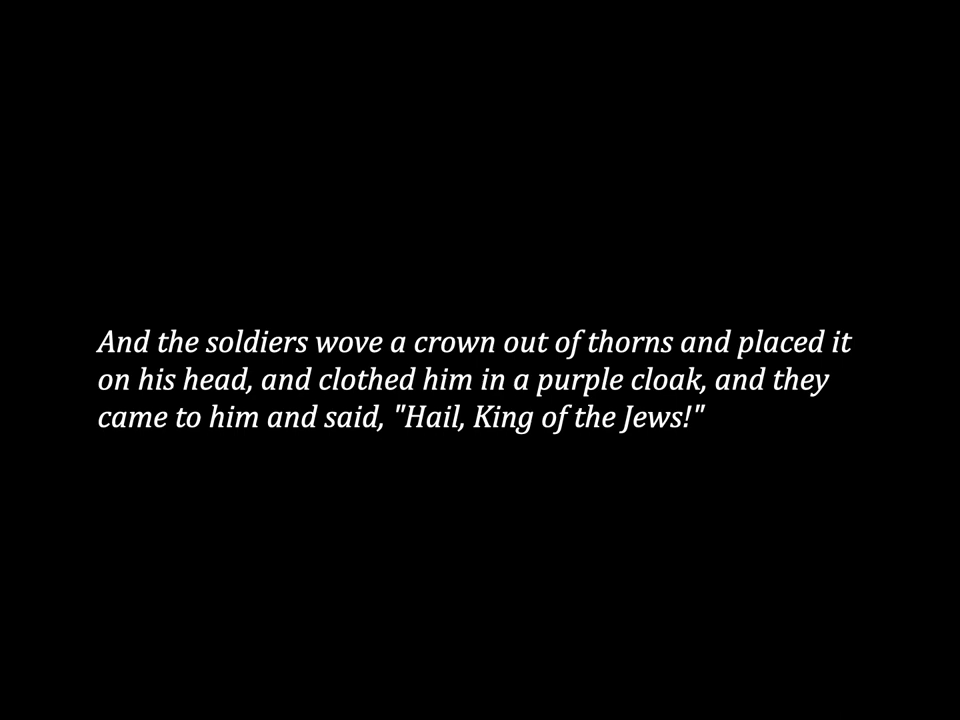 And the soldiers wove a crown out of thorns and placed it
on his head, and clothed him in a purple cloak, and they
came to him and said, "Hail, King of the Jews!"